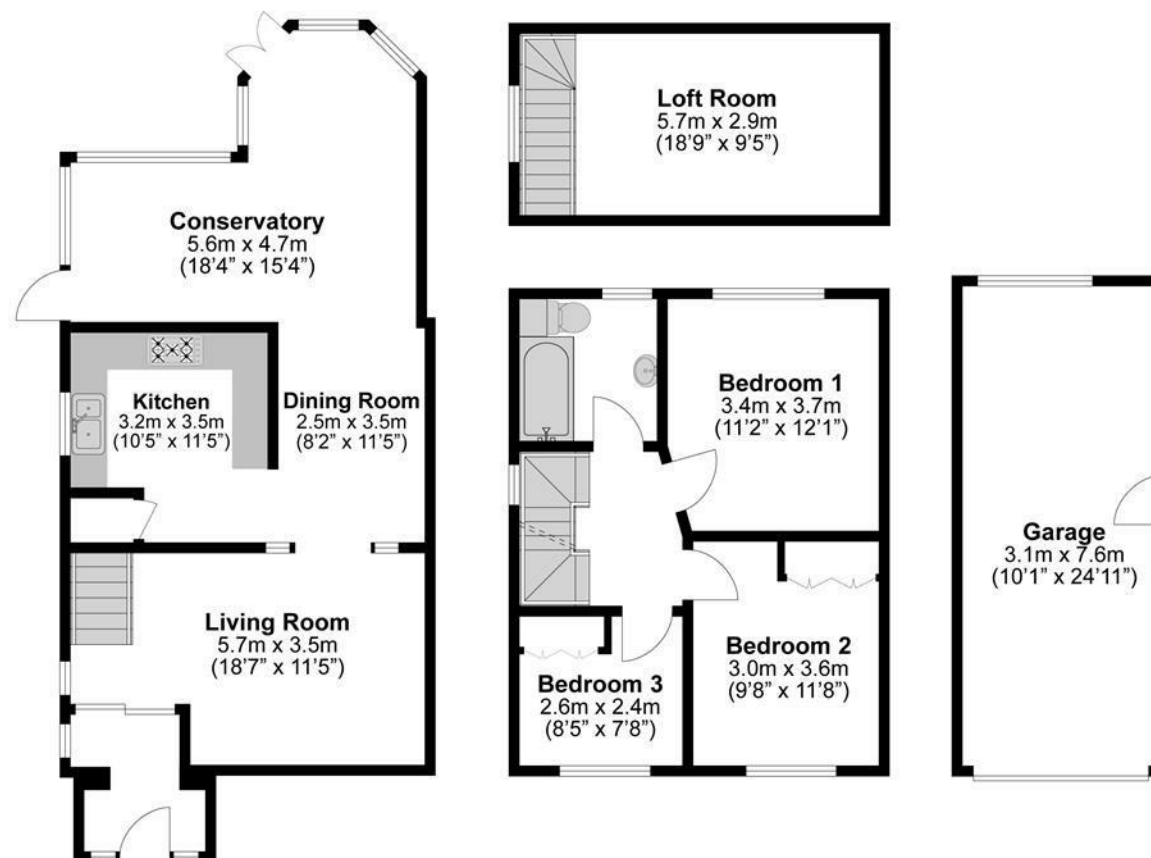 Conservatory
5.6m x 4.7m
(18’4” x 15’4”)
Kitchen
3.2m x 3.5m
(10’5” x 11’5”)
Dining Room
2.5m x 3.5m
(8’2” x 11’5”)
Living Room
5.7m x 3.5m
(18’7” x 11’5”)
Loft Room
5.7m x 2.9m
(18’9” x 9’5”)
Bedroom 1
3.4m x 3.7m
(11’2” x 12’1”)
Bedroom 2
3.0m x 3.6m
(9’8” x 11’8”)
Bedroom 3
2.6m x 2.4m
(8’5” x 7’8”)
Garage
3.1m x 7.6m
(10’1” x 24’11”)